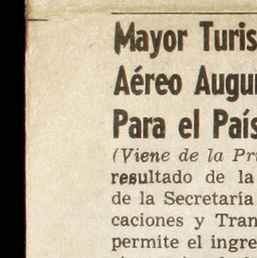 Mayor Turis
Aéreo Augur
Para el País
(Viene de la Pri
resultado de la
de la Secretaría
caciones y Tran
permite el ingre